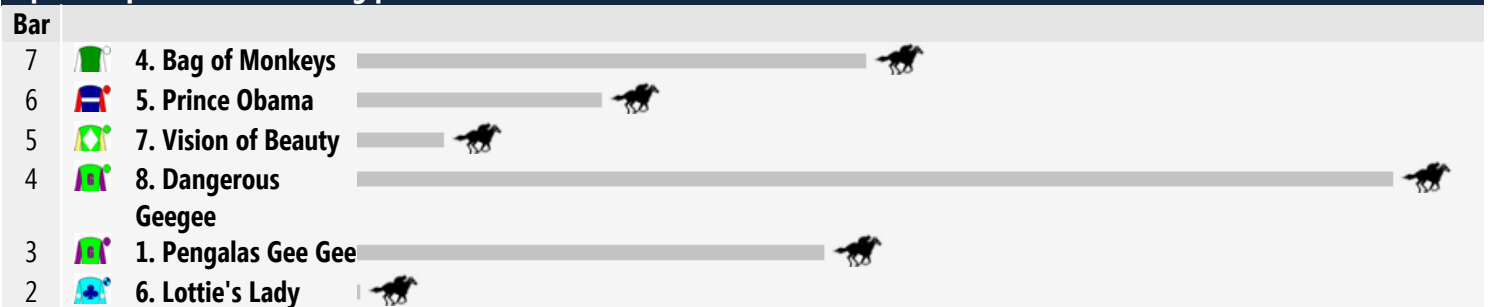 Bar
7 4. Bag of Monkeys
6 5. Prince Obama
5 7. Vision of Beauty
4 8. Dangerous
Geegee
3 1. Pengalas Gee Gee
2 6. Lottie's Lady